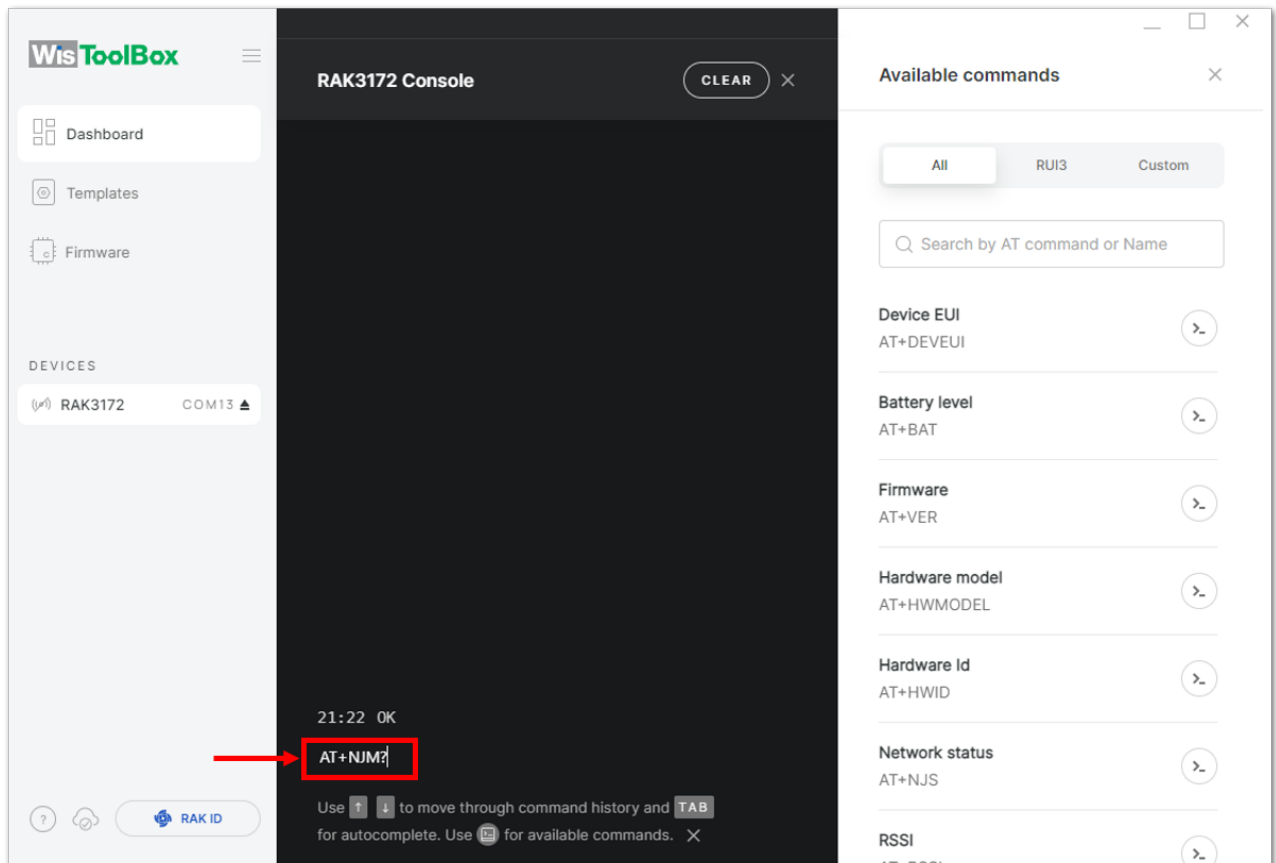 WisToolBox
Dashboard
Templates
Firmware
DEVICES
RAK3172 COM13
RAK ID
RAK3172 Console
CLEAR
21:22 OK
AT+NJM?
Use ↑ ↓ to move through command history and TAB
for autocomplete. Use for available commands.
Available commands
All RUI3 Custom
Search by AT command or Name
Device EUI
AT+DEVEUI
Battery level
AT+BAT
Firmware
AT+VER
Hardware model
AT+HWMODEL
Hardware Id
AT+HWID
Network status
AT+NJS
RSSI